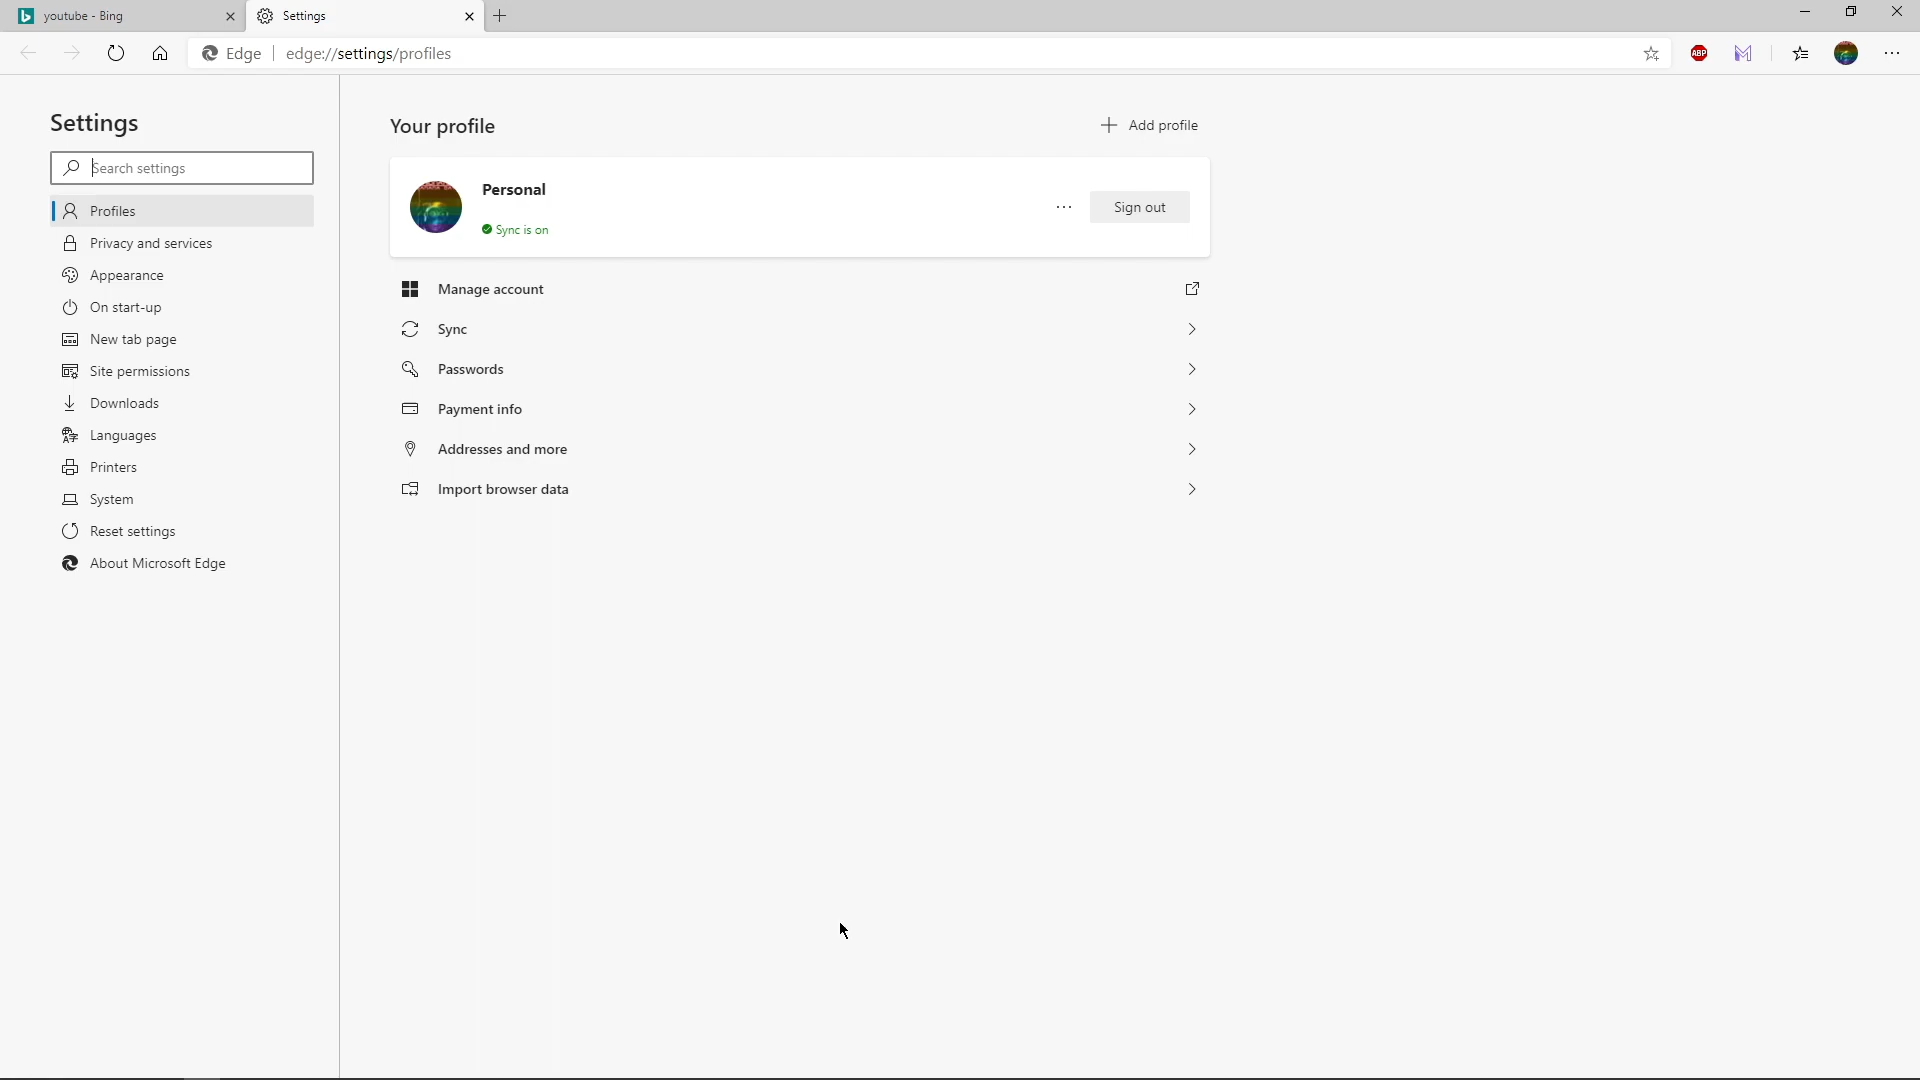 youtube - Bing
Settings
Edge
edge://settings/profiles
ABP
Settings
Search settings
Profiles
Privacy and services
Appearance
On start-up
New tab page
Site permissions
Downloads
Languages
Printers
System
Reset settings
About Microsoft Edge
Your profile
Add profile
Personal
Sync is on
Sign out
Manage account
Sync
Passwords
Payment info
Addresses and more
Import browser data